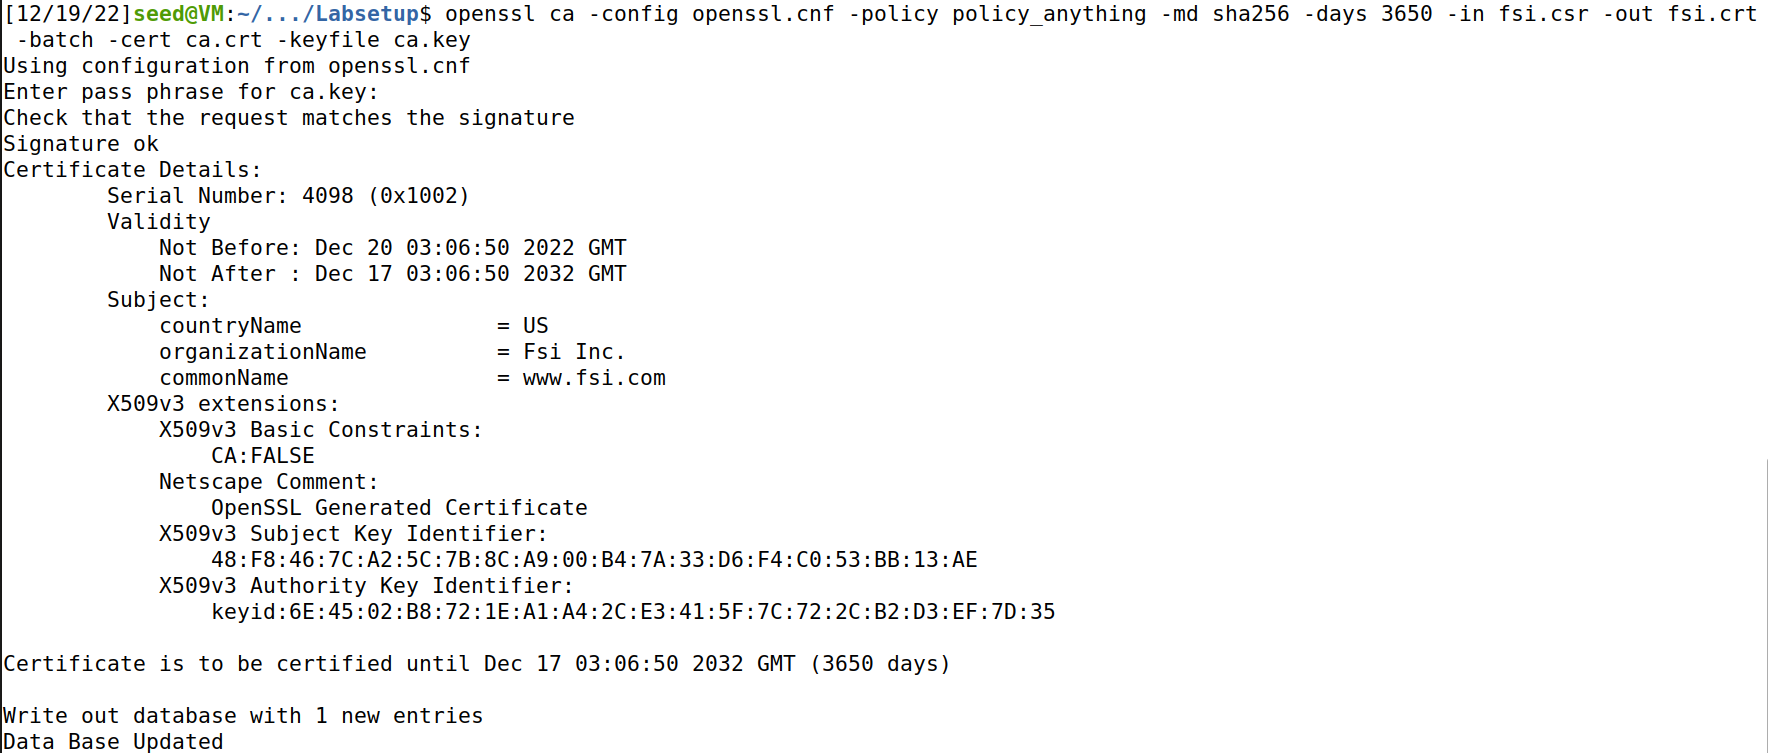 [12/19/22]seed@VM:~/.../Labsetup$ openssl ca -config openssl.cnf -policy policy_anything -md sha256 -days 3650 -in fsi.csr -out fsi.crt
 -batch -cert ca.crt -keyfile ca.key
Using configuration from openssl.cnf
Enter pass phrase for ca.key:
Check that the request matches the signature
Signature ok
Certificate Details:
        Serial Number: 4098 (0x1002)
        Validity
            Not Before: Dec 20 03:06:50 2022 GMT
            Not After : Dec 17 03:06:50 2032 GMT
        Subject:
            countryName               = US
            organizationName          = Fsi Inc.
            commonName                = www.fsi.com
        X509v3 extensions:
            X509v3 Basic Constraints:
                CA:FALSE
            Netscape Comment:
                OpenSSL Generated Certificate
            X509v3 Subject Key Identifier:
                48:F8:46:7C:A2:5C:7B:8C:A9:00:B4:7A:33:D6:F4:C0:53:BB:13:AE
            X509v3 Authority Key Identifier:
                keyid:6E:45:02:B8:72:1E:A1:A4:2C:E3:41:5F:7C:72:2C:B2:D3:EF:7D:35

Certificate is to be certified until Dec 17 03:06:50 2032 GMT (3650 days)

Write out database with 1 new entries
Data Base Updated